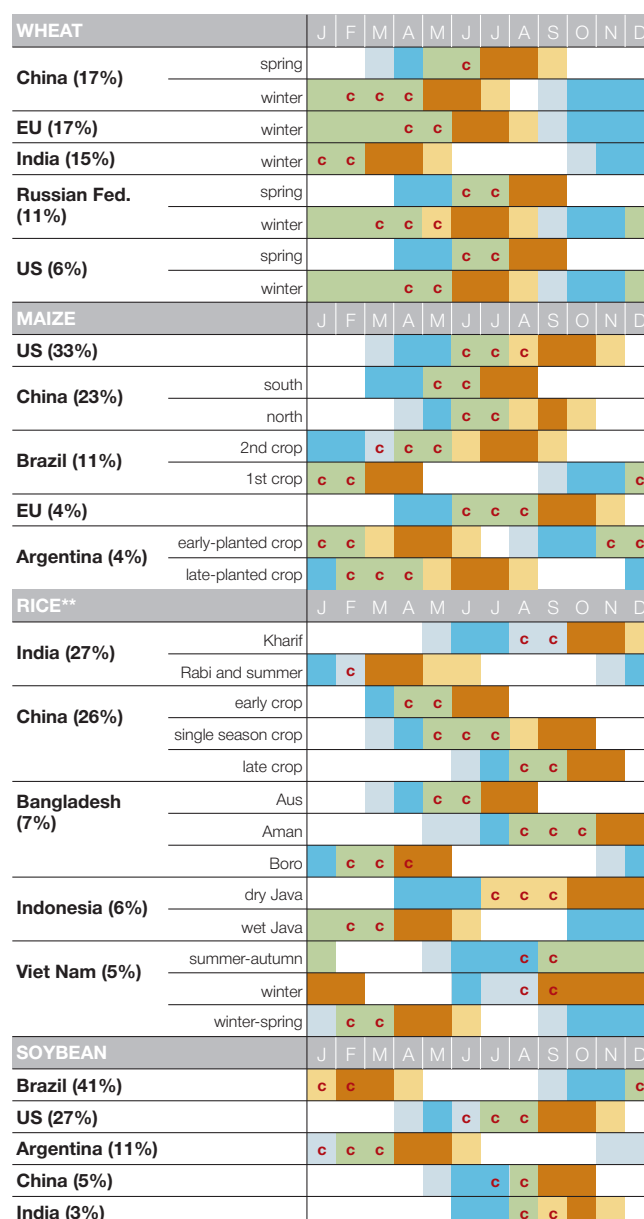 WHEAT J F M A M J J A S O N D
China (17%) spring c
winter c c c
EU (17%) winter c c
India (15%) winter c c
Russian Fed. (11%) spring c c
winter c c c
US (6%) spring c c
winter c c
MAIZE J F M A M J J A S O N D
US (33%) c c c
China (23%) south c c
north c c
Brazil (11%) 2nd crop c c c
1st crop c c c
EU (4%) c c c
Argentina (4%) early-planted crop c c c c
late-planted crop c c c
RICE** J F M A M J J A S O N D
India (27%) Kharif c c
Rabi and summer c
China (26%) early crop c c
single season crop c c c
late crop c c
Bangladesh (7%) Aus c c
Aman c c c
Boro c c c
Indonesia (6%) dry Java c c c
wet Java c c
Viet Nam (5%) summer-autumn c c
winter c c
winter-spring c c
SOYBEAN J F M A M J J A S O N D
Brazil (41%) c c c
US (27%) c c c
Argentina (11%) c c c
China (5%) c c
India (3%) c c